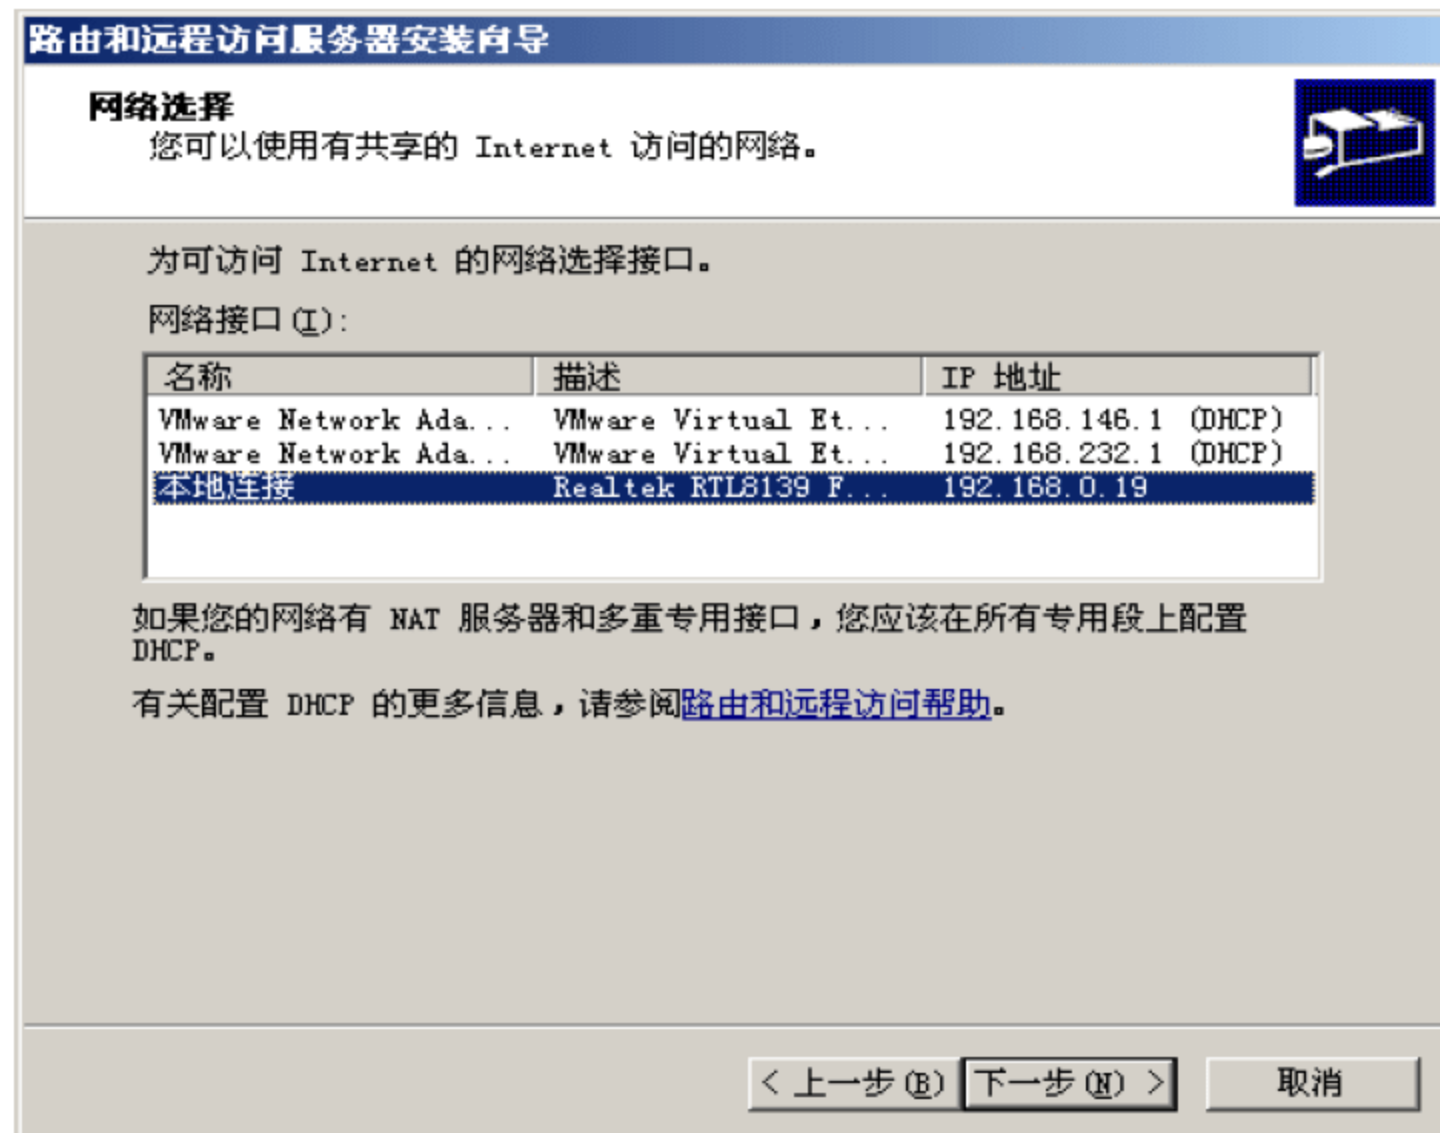 路由和远程访问服务器安装向导
网络选择
您可以使用有共享的 Internet 访问的网络。
为可访问 Internet 的网络选择接口。
网络接口(I):
名称 描述 IP 地址
VMware Network Ada... VMware Virtual Et... 192.168.146.1 (DHCP)
VMware Network Ada... VMware Virtual Et... 192.168.232.1 (DHCP)
本地连接 Realtek RTL8139 F... 192.168.0.19
如果您的网络有 NAT 服务器和多重专用接口，您应该在所有专用段上配置
DHCP。
有关配置 DHCP 的更多信息，请参阅路由和远程访问帮助。
< 上一步(B) 下一步(N) > 取消